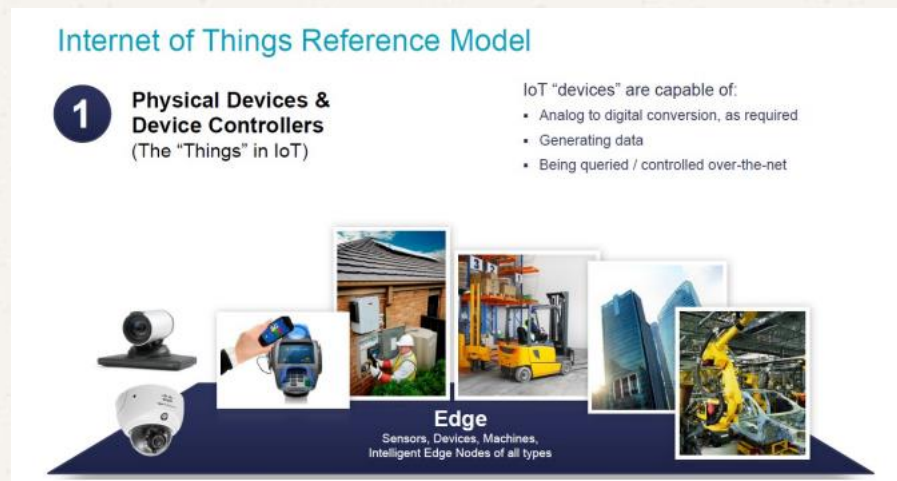 Internet of Things Reference Model
1
Physical Devices &
Device Controllers
(The "Things" in IoT)
IoT "devices" are capable of:
▪ Analog to digital conversion, as required
▪ Generating data
▪ Being queried / controlled over-the-net
Edge
Sensors, Devices, Machines,
Intelligent Edge Nodes of all types